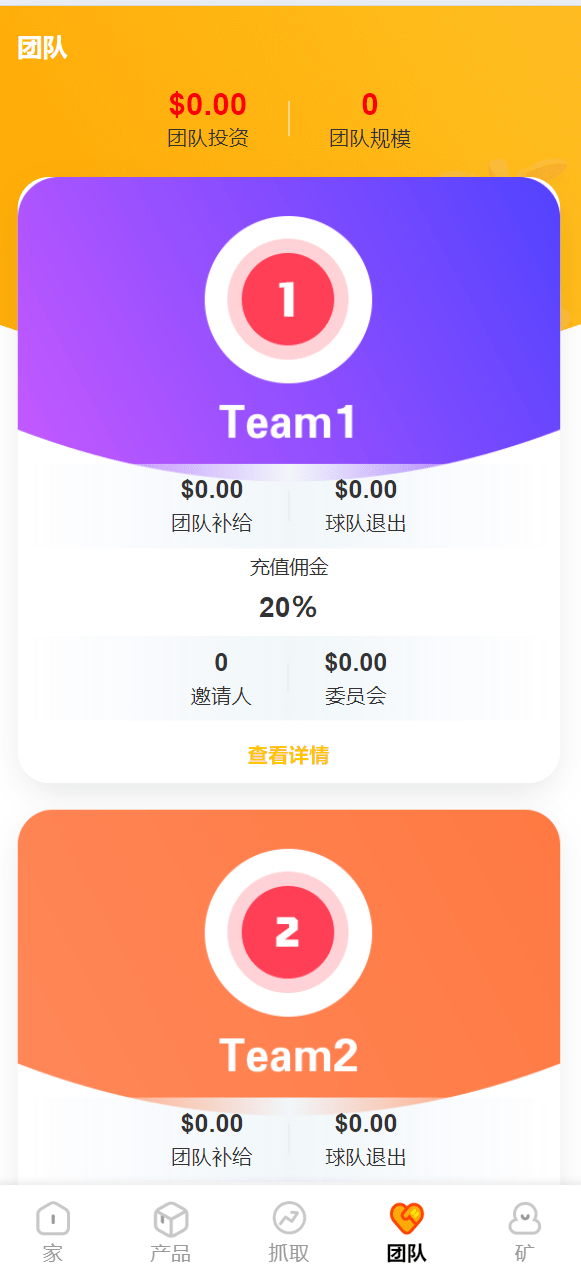 团队
$0.00 0
团队投资 团队规模
1
Team1
$0.00 $0.00
团队补给 球队退出
充值佣金
20%
0 $0.00
邀请人 委员会
查看详情
2
Team2
$0.00 $0.00
团队补给 球队退出
家 产品 抓取 团队 矿